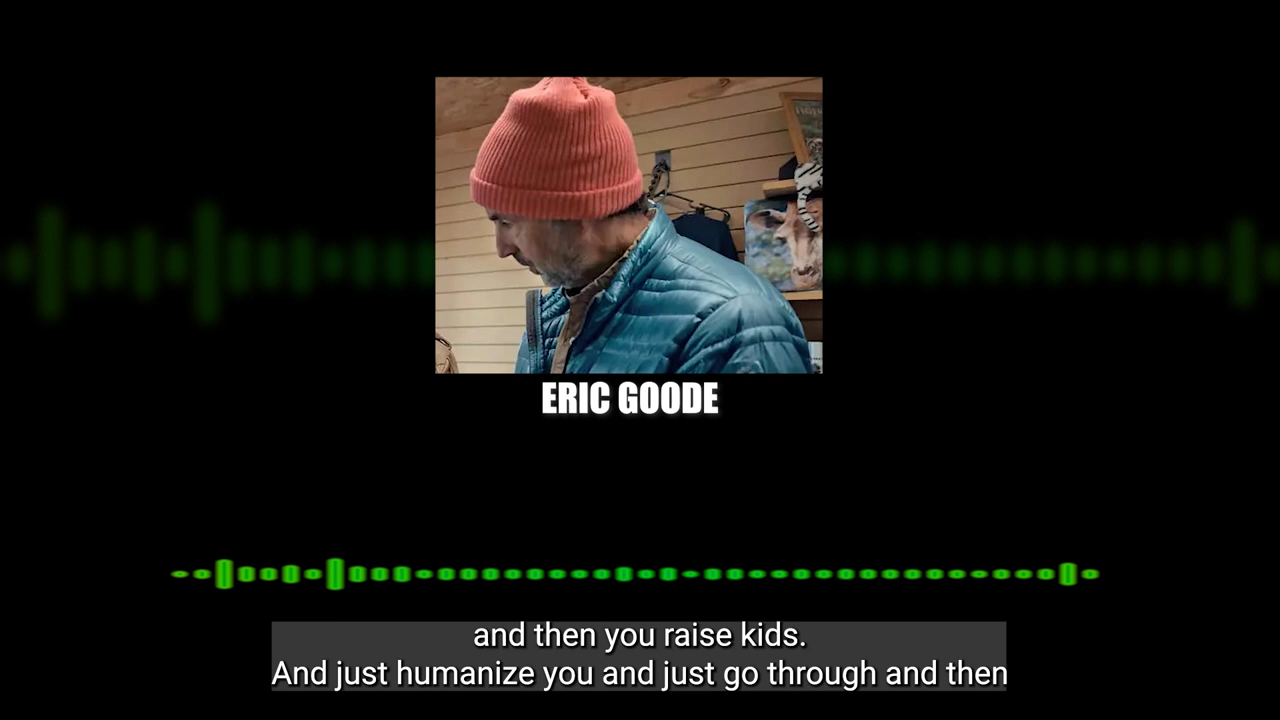 ERIC GOODE
and then you raise kids.
And just humanize you and just go through and then